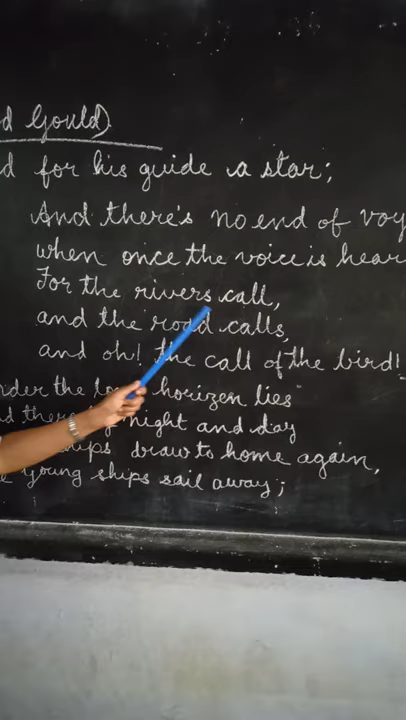 d Gould)
d for his guide a star;
And there's no end of voy
when once the voice is hear
For the rivers call,
and the road calls,
and oh! the call of the bird!
nder the horizen lies
d there night and day
ships draw to home again,
e young ships sail away;